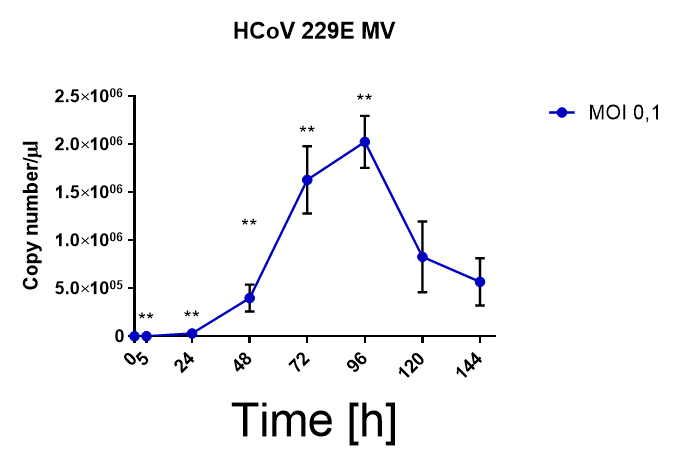 HCoV 229E MV
2.5×10⁰⁶
2.0×10⁰⁶
1.5×10⁰⁶
1.0×10⁰⁶
5.0×10⁰⁵
0
Copy number/µl
** ** ** ** **
0 5 24 48 72 96 120 144
Time [h]
MOI 0,1